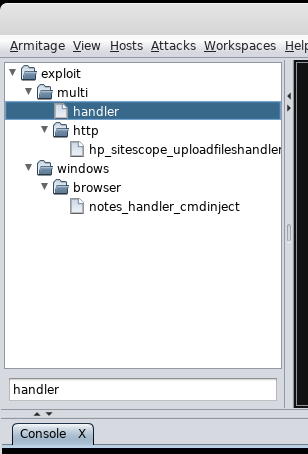 Armitage View Hosts Attacks Workspaces Help
exploit
multi
handler
http
hp_sitescope_uploadfileshandler
windows
browser
notes_handler_cmdinject
handler
Console X